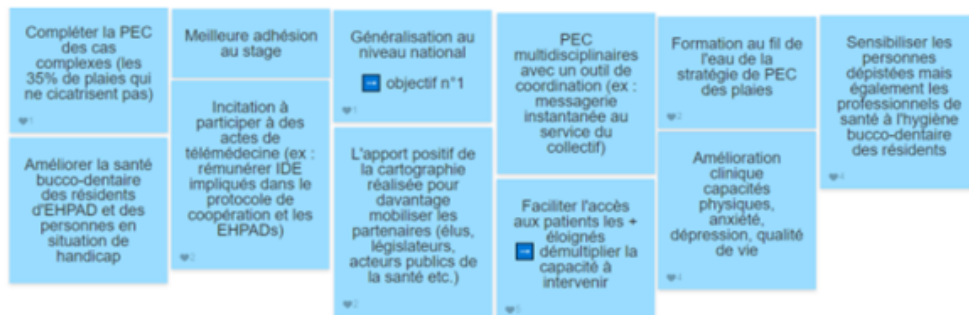 Compléter la PEC
des cas
complexes (les
35% de plaies qui
ne cicatrisent pas)
1
Améliorer la santé
bucco-dentaire
des résidents
d'EHPAD et des
personnes en
situation de
handicap
Meilleure adhésion
au stage
Incitation à
participer à des
actes de
télémédecine (ex :
rémunérer IDE
impliqués dans le
protocole de
coopération et les
EHPADs)
2
Généralisation au
niveau national
→ objectif n°1
1
L'apport positif de
la cartographie
réalisée pour
davantage
mobiliser les
partenaires (élus,
législateurs,
acteurs publics de
la santé etc.)
PEC
multidisciplinaires
avec un outil de
coordination (ex :
messagerie
instantanée au
service du
collectif)
Faciliter l'accès
aux patients les +
éloignés
→ démultiplier la
capacité à
intervenir
Formation au fil de
l'eau de la
stratégie de PEC
des plaies
Amélioration
clinique
capacités
physiques,
anxiété,
dépression, qualité
de vie
4
Sensibiliser les
personnes
dépistées mais
également les
professionnels de
santé à l'hygiène
bucco-dentaire
des résidents
4